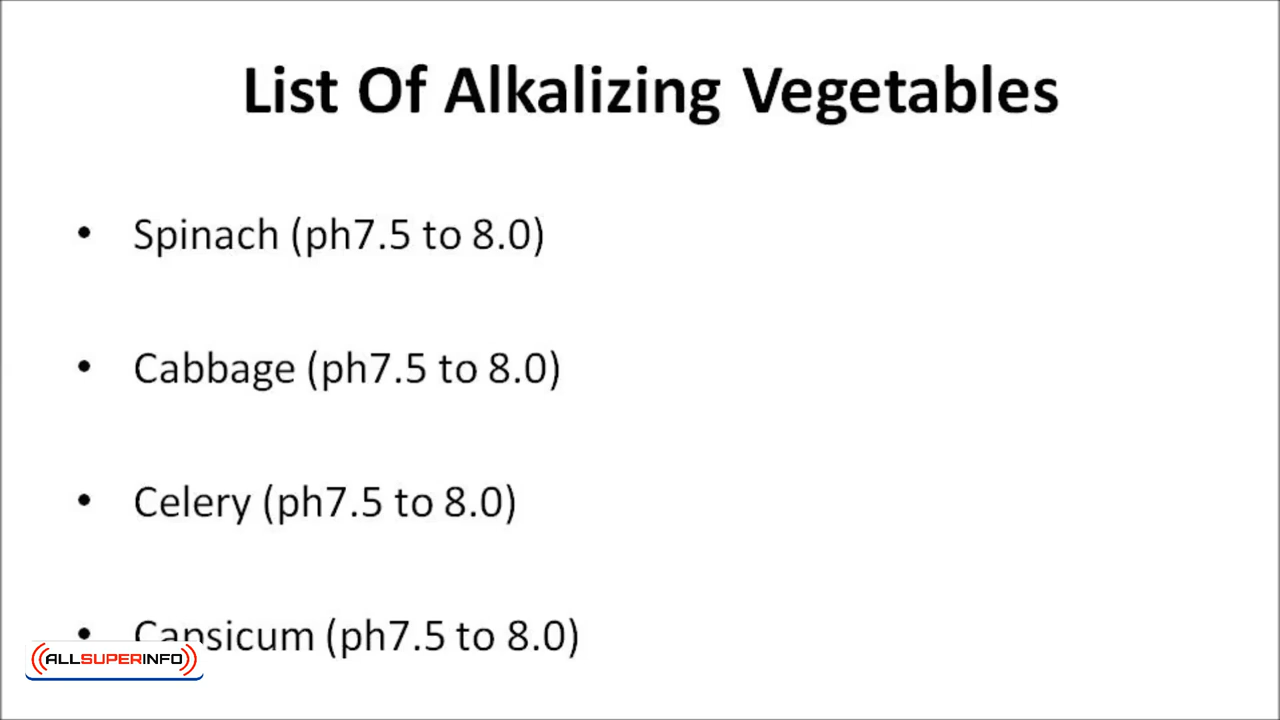 List Of Alkalizing Vegetables
• Spinach (ph7.5 to 8.0)
• Cabbage (ph7.5 to 8.0)
• Celery (ph7.5 to 8.0)
• Capsicum (ph7.5 to 8.0)
ALLSUPERINFO